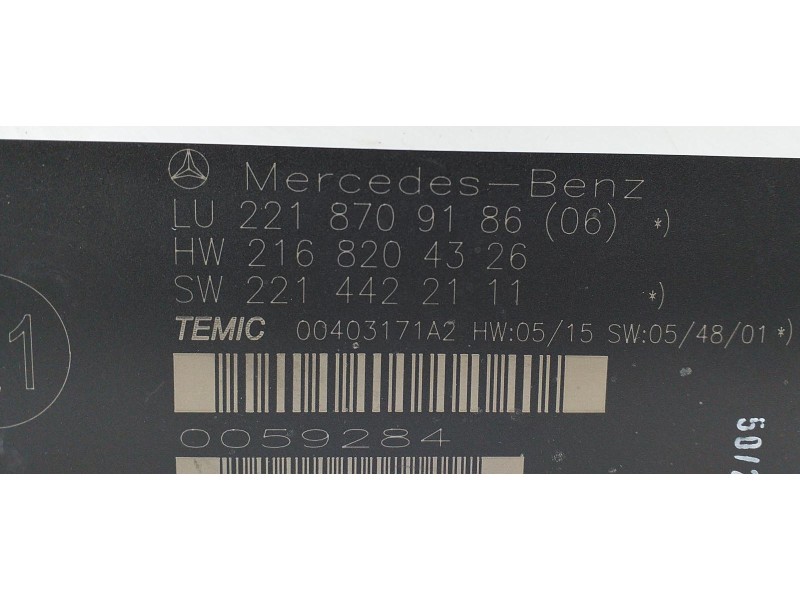 Mercedes-Benz
LU 221 870 91 86 (06) *)
HW 216 820 43 26
SW 221 442 21 11 *)
TEMIC 00403171A2 HW:05/15 SW:05/48/01 *)
1
0059284